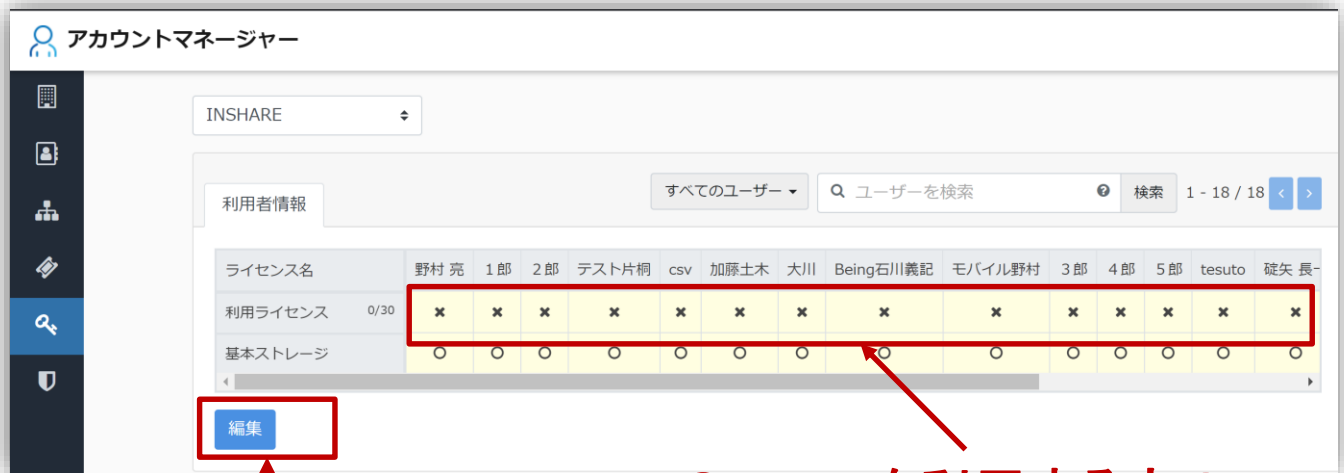 アカウントマネージャー
INSHARE
利用者情報
すべてのユーザー
ユーザーを検索
検索
1 - 18 / 18
ライセンス名 野村 亮 1郎 2郎 テスト片桐 csv 加藤土木 大川 Being石川義記 モバイル野村 3郎 4郎 5郎 tesuto 碇矢 長一
利用ライセンス 0/30 × × × × × × × × × × × × × ×
基本ストレージ ○ ○ ○ ○ ○ ○ ○ ○ ○ ○ ○ ○ ○ ○
編集